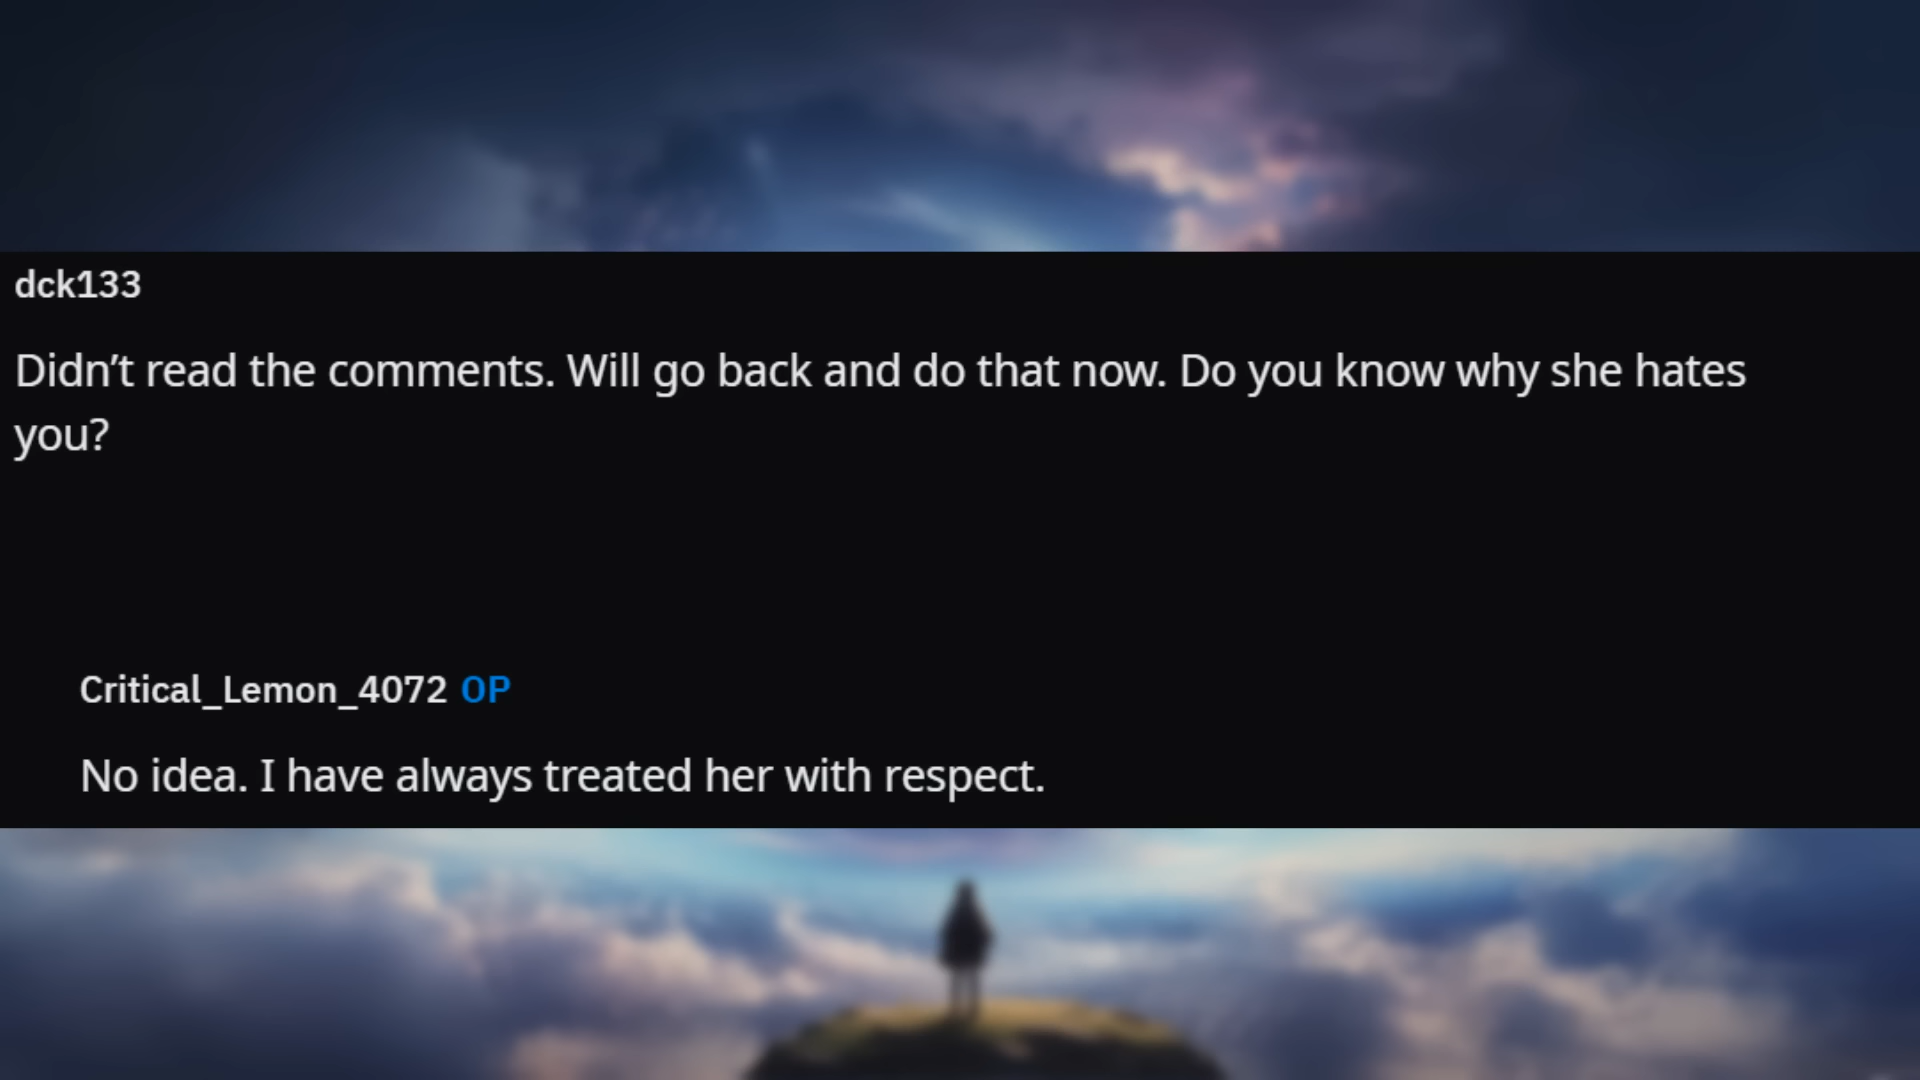 dck133
Didn’t read the comments. Will go back and do that now. Do you know why she hates
you?
Critical_Lemon_4072 OP
No idea. I have always treated her with respect.